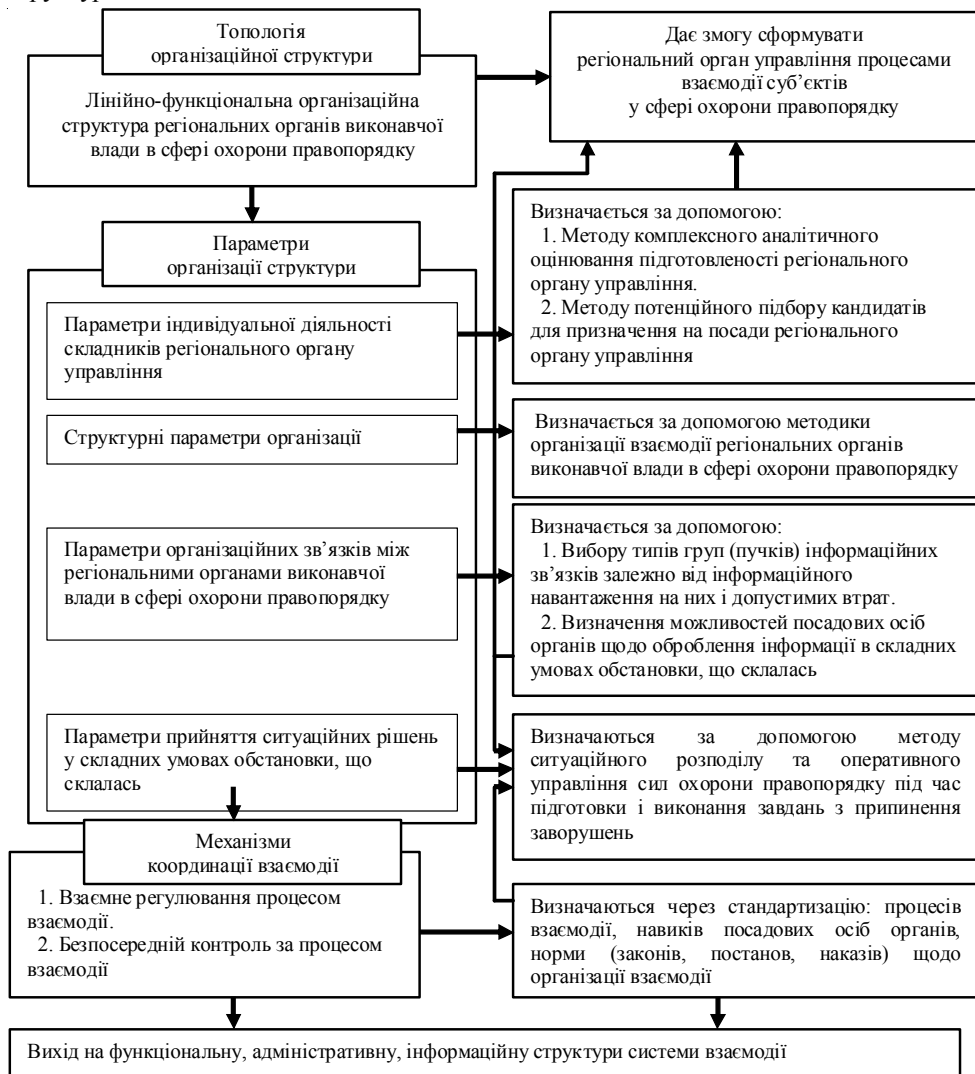 Топологія
організаційної структури
Лінійно-функціональна організаційна
структура регіональних органів виконавчої
влади в сфері охорони правопорядку
Дає змогу сформувати
регіональний орган управління процесами
взаємодії суб’єктів
у сфері охорони правопорядку
Параметри
організації структури
Параметри індивідуальної діяльності
складників регіонального органу
управління
Визначається за допомогою:
1. Методу комплексного аналітичного
оцінювання підготовленості регіонального
органу управління.
2. Методу потенційного підбору кандидатів
для призначення на посади регіонального
органу управління
Структурні параметри організації
Визначається за допомогою методики
організації взаємодії регіональних органів
виконавчої влади в сфері охорони правопорядку
Параметри організаційних зв’язків між
регіональними органами виконавчої
влади в сфері охорони правопорядку
Визначається за допомогою:
1. Вибору типів груп (пучків) інформаційних
зв’язків залежно від інформаційного
навантаження на них і допустимих втрат.
2. Визначення можливостей посадових осіб
органів щодо оброблення інформації в складних
умовах обстановки, що склалась
Параметри прийняття ситуаційних рішень
у складних умовах обстановки, що
склалась
Визначаються за допомогою методу
ситуаційного розподілу та оперативного
управління сил охорони правопорядку під час
підготовки і виконання завдань з припинення
заворушень
Механізми
координації взаємодії
1. Взаємне регулювання процесом
взаємодії.
2. Безпосередній контроль за процесом
взаємодії
Визначаються через стандартизацію: процесів
взаємодії, навиків посадових осіб органів,
норми (законів, постанов, наказів) щодо
організації взаємодії
Вихід на функціональну, адміністративну, інформаційну структури системи взаємодії